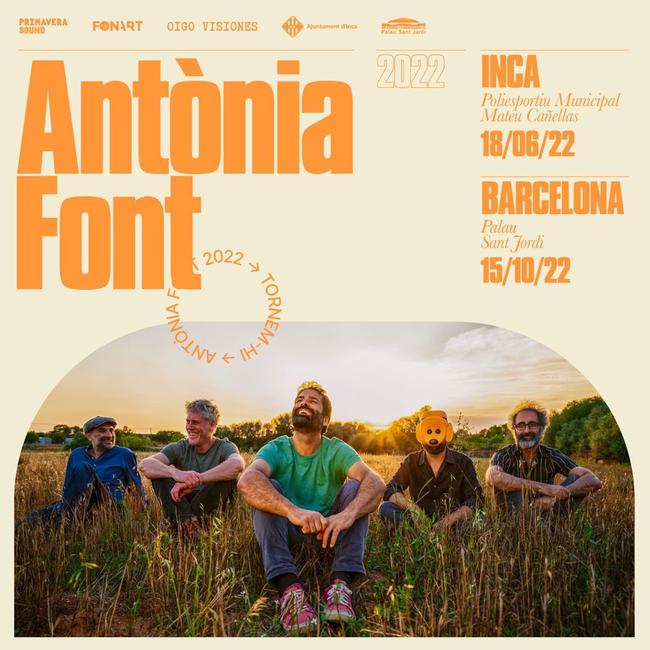 PRIMAVERA
SOUND
FONART
OIGO VISIONES
Ajuntament d'Inca
Palau Sant Jordi
Antònia
Font
2022
INCA
Poliesportiu Municipal
Mateu Cañellas
18/06/22
BARCELONA
Palau
Sant Jordi
15/10/22
ANTÒNIA F T 2022 → TORNEM-HI →